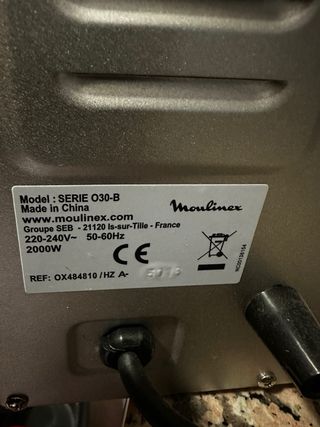 Model : SERIE O30-B
Made in China
www.moulinex.com
Moulinex
Groupe SEB - 21120 Is-sur-Tille - France
220-240V~ 50-60Hz
2000W
CE
REF: OX484810 /HZ A-